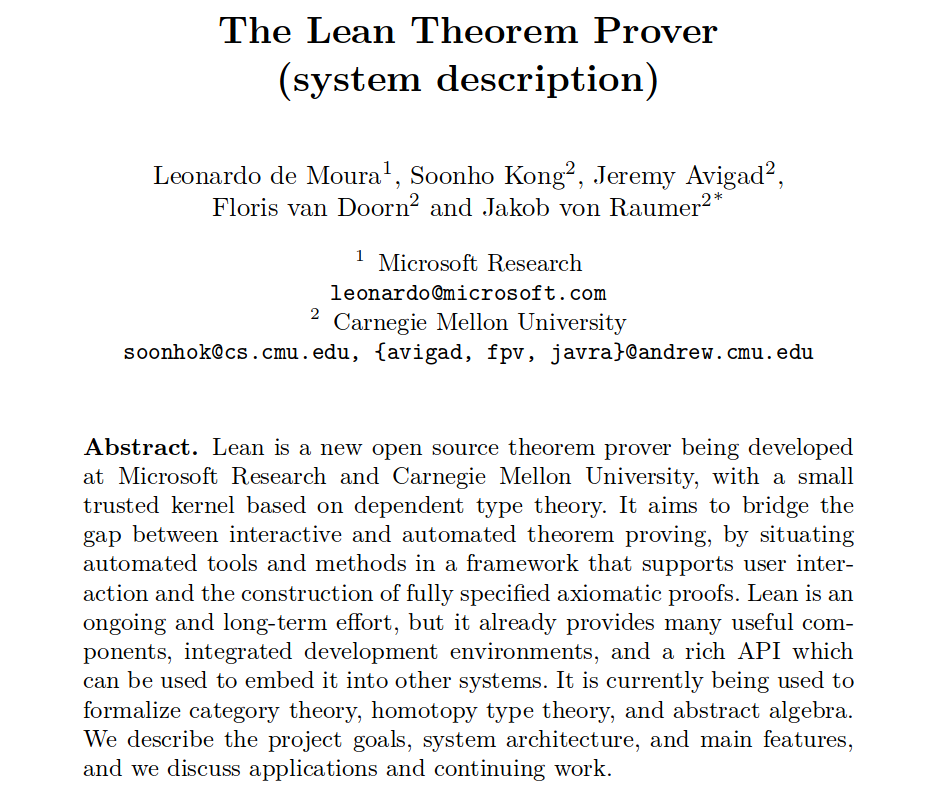 The Lean Theorem Prover
(system description)
Leonardo de Moura¹, Soonho Kong², Jeremy Avigad²,
Floris van Doorn² and Jakob von Raumer²*
¹ Microsoft Research
leonardo@microsoft.com
² Carnegie Mellon University
soonhok@cs.cmu.edu, {avigad, fpv, javra}@andrew.cmu.edu
Abstract. Lean is a new open source theorem prover being developed
at Microsoft Research and Carnegie Mellon University, with a small
trusted kernel based on dependent type theory. It aims to bridge the
gap between interactive and automated theorem proving, by situating
automated tools and methods in a framework that supports user inter-
action and the construction of fully specified axiomatic proofs. Lean is an
ongoing and long-term effort, but it already provides many useful com-
ponents, integrated development environments, and a rich API which
can be used to embed it into other systems. It is currently being used to
formalize category theory, homotopy type theory, and abstract algebra.
We describe the project goals, system architecture, and main features,
and we discuss applications and continuing work.